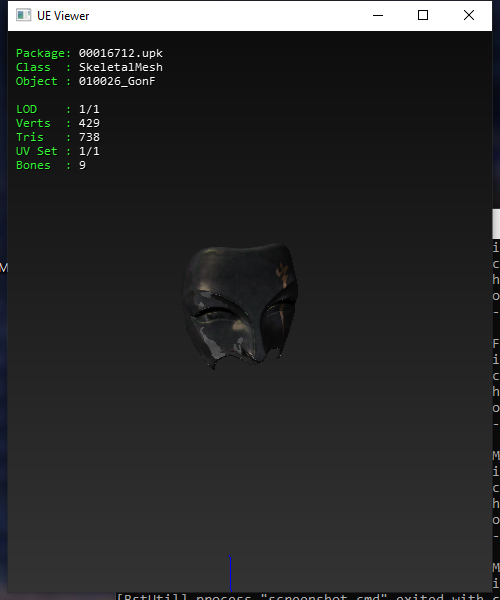 UE Viewer
Package: 00016712.upk
Class : SkeletalMesh
Object : 010026_GonF
LOD : 1/1
Verts : 429
Tris : 738
UV Set : 1/1
Bones : 9
M
i
c
h
o
-
F
i
c
h
o
-
M
i
c
h
o
-
M
i
[BstUtil] process "screenshot.cmd" exited with c